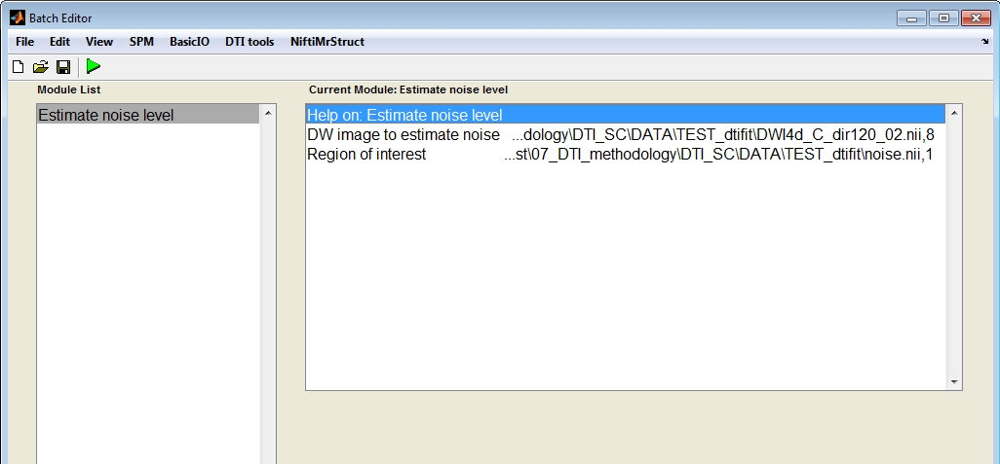 Batch Editor
File Edit View SPM BasicIO DTI tools NiftiMrStruct
Module List
Current Module: Estimate noise level
Estimate noise level
Help on: Estimate noise level
DW image to estimate noise ...dology\DTI_SC\DATA\TEST_dtifit\DWI4d_C_dir120_02.nii,8
Region of interest ...st\07_DTI_methodology\DTI_SC\DATA\TEST_dtifit\noise.nii,1